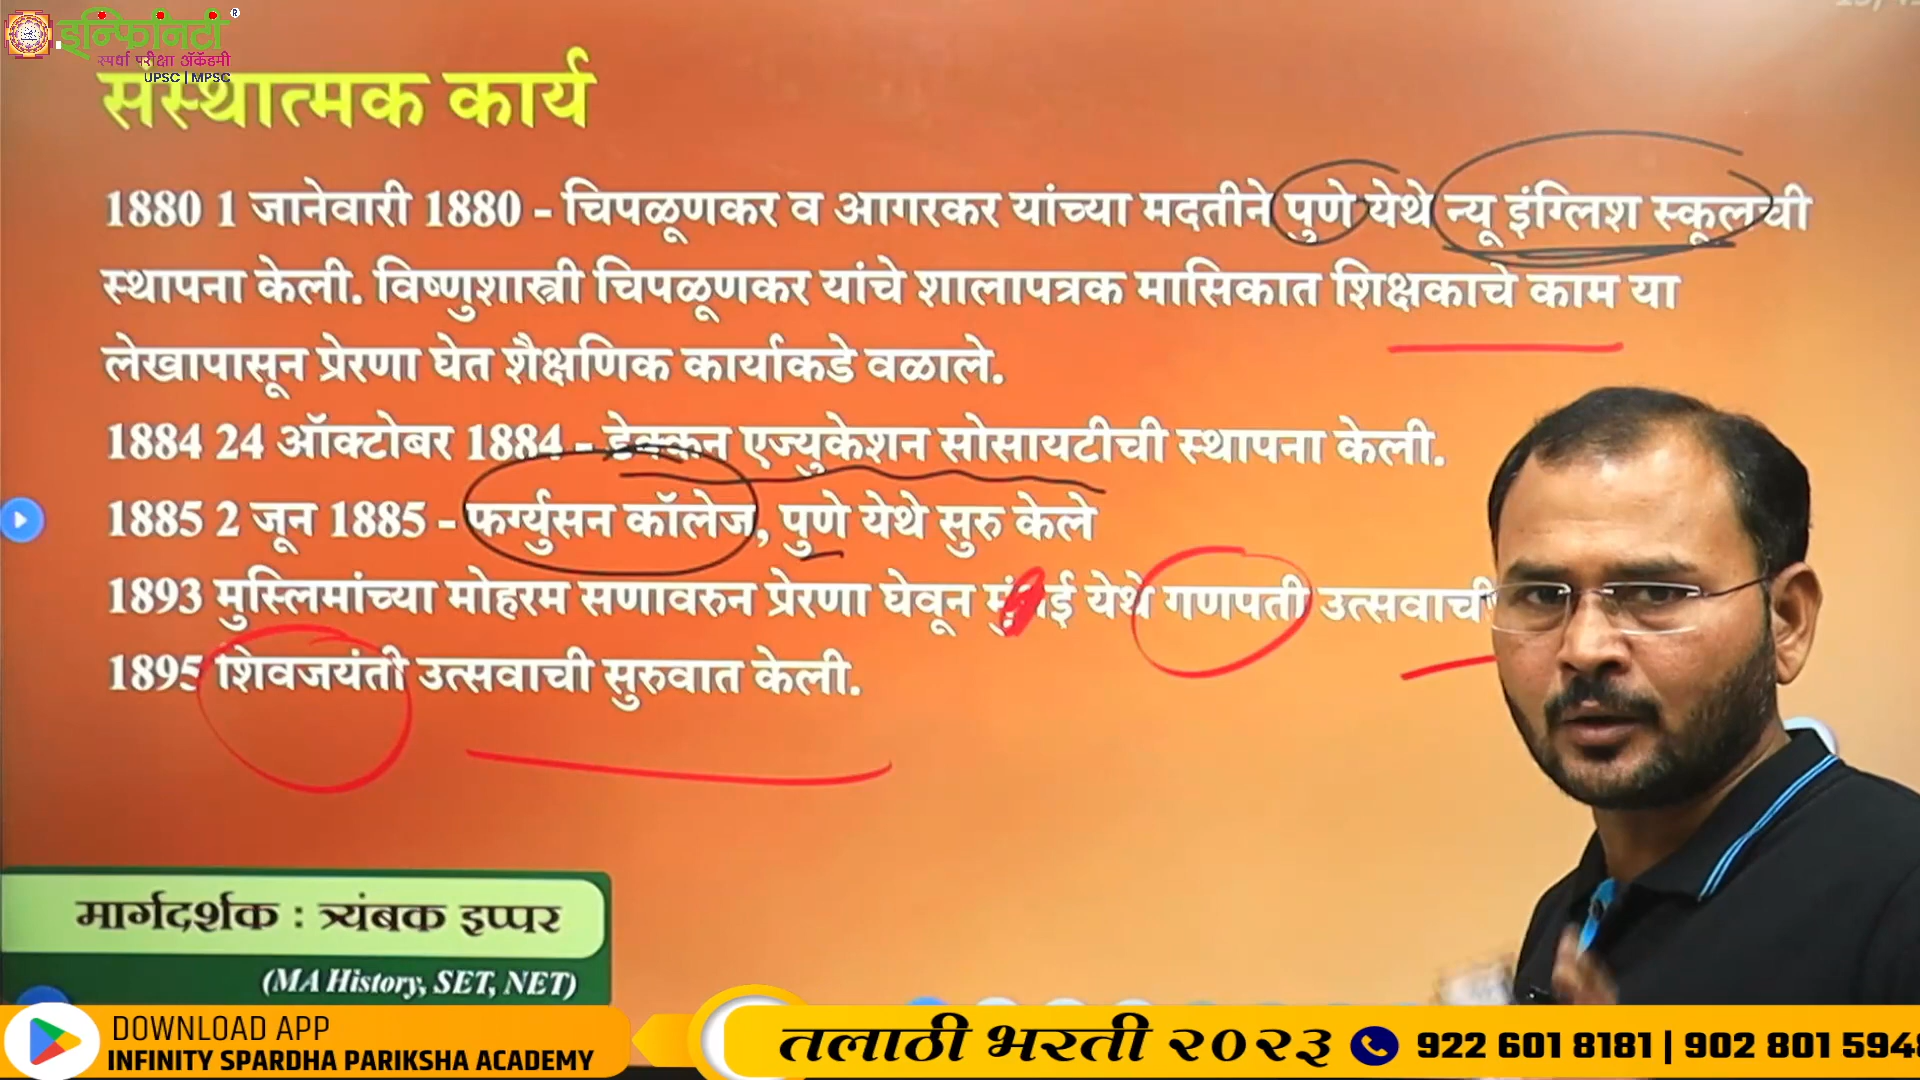 इन्फिनिटी®
स्पर्धा परीक्षा ॲकॅडमी
UPSC | MPSC
संस्थात्मक कार्य
1880 1 जानेवारी 1880 - चिपळूणकर व आगरकर यांच्या मदतीने पुणे येथे न्यू इंग्लिश स्कूलची
स्थापना केली. विष्णुशास्त्री चिपळूणकर यांचे शालापत्रक मासिकात शिक्षकाचे काम या
लेखापासून प्रेरणा घेत शैक्षणिक कार्याकडे वळाले.
1884 24 ऑक्टोबर 1884 - डेक्कन एज्युकेशन सोसायटीची स्थापना केली.
1885 2 जून 1885 - फर्ग्युसन कॉलेज, पुणे येथे सुरु केले
1893 मुस्लिमांच्या मोहरम सणावरुन प्रेरणा घेवून येथे गणपती उत्सवाची
1895 शिवजयंती उत्सवाची सुरुवात केली.
मार्गदर्शक : त्र्यंबक इप्पर
(MA History, SET, NET)
DOWNLOAD APP
INFINITY SPARDHA PARIKSHA ACADEMY
तलाठी भरती २०२३
922 601 8181 | 902 801 594